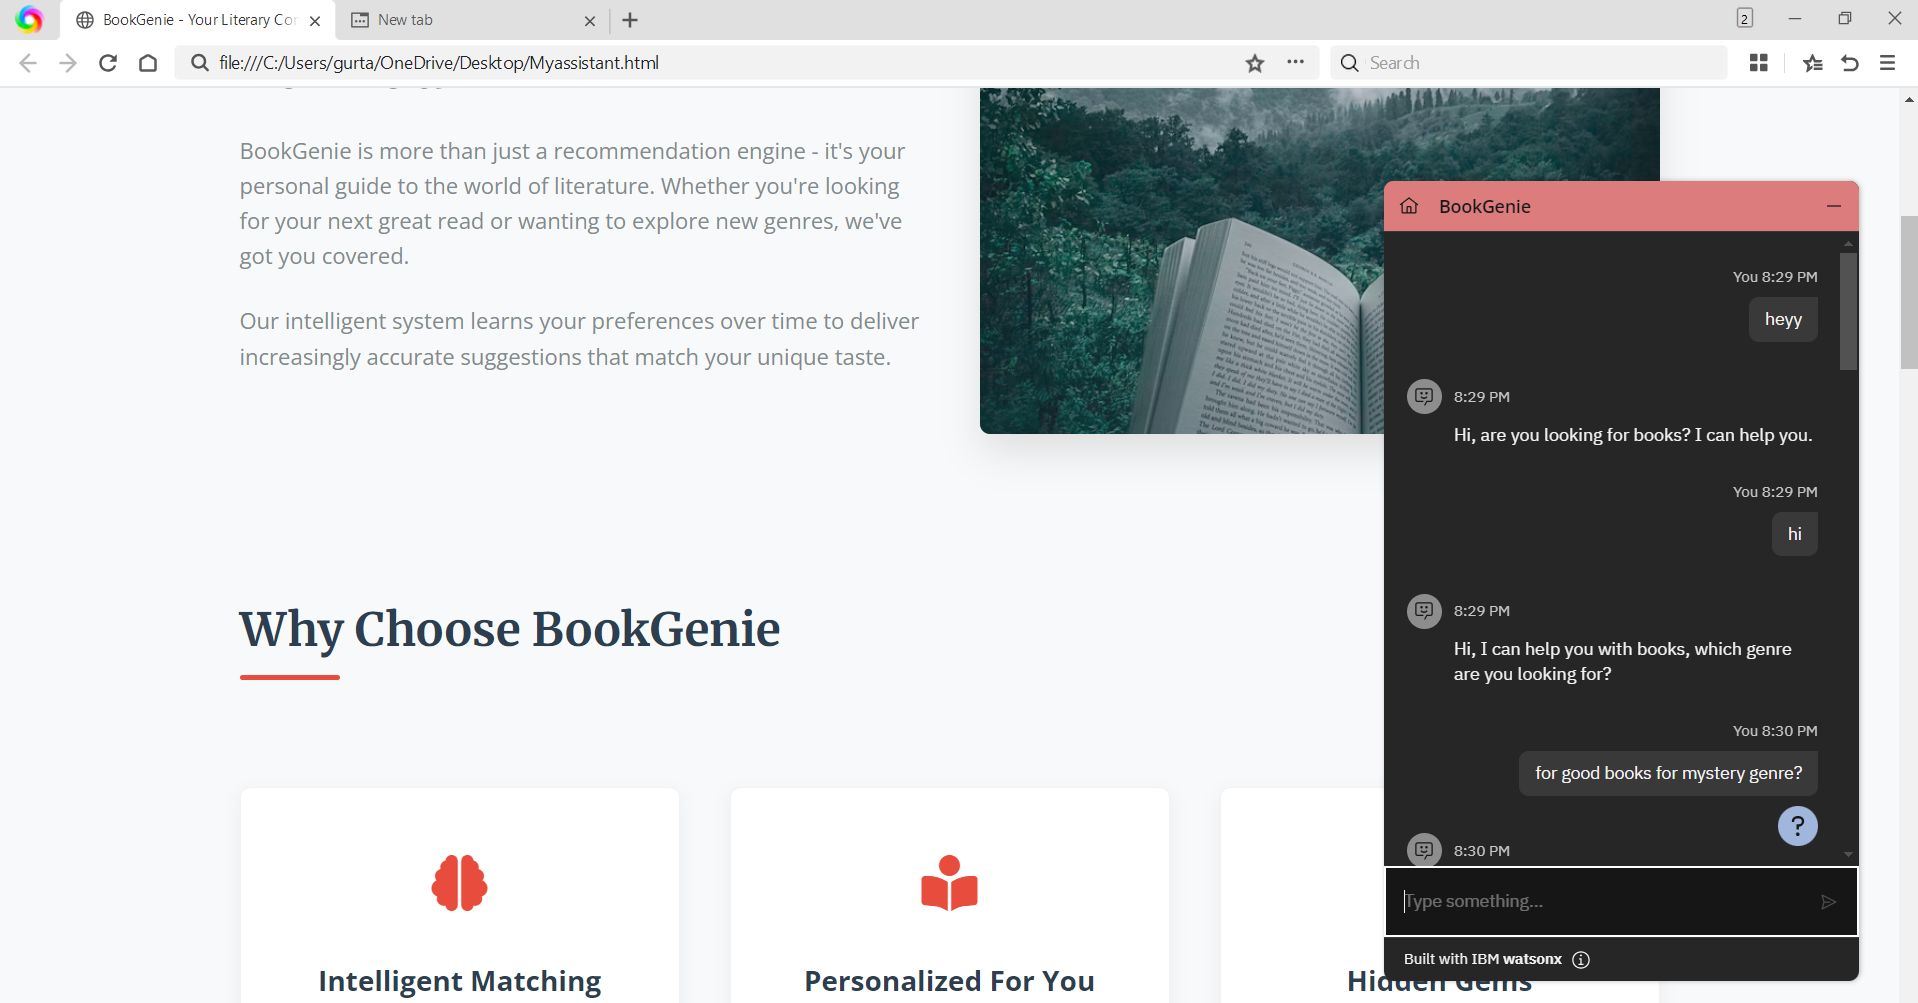 BookGenie - Your Literary Co
New tab
2
file:///C:/Users/gurta/OneDrive/Desktop/Myassistant.html
Search
BookGenie is more than just a recommendation engine - it's your
personal guide to the world of literature. Whether you're looking
for your next great read or wanting to explore new genres, we've
got you covered.
Our intelligent system learns your preferences over time to deliver
increasingly accurate suggestions that match your unique taste.
Why Choose BookGenie
Intelligent Matching
Personalized For You
Hidden Gems
BookGenie
You 8:29 PM
heyy
8:29 PM
Hi, are you looking for books? I can help you.
You 8:29 PM
hi
8:29 PM
Hi, I can help you with books, which genre
are you looking for?
You 8:30 PM
for good books for mystery genre?
?
8:30 PM
Type something...
Built with IBM watsonx